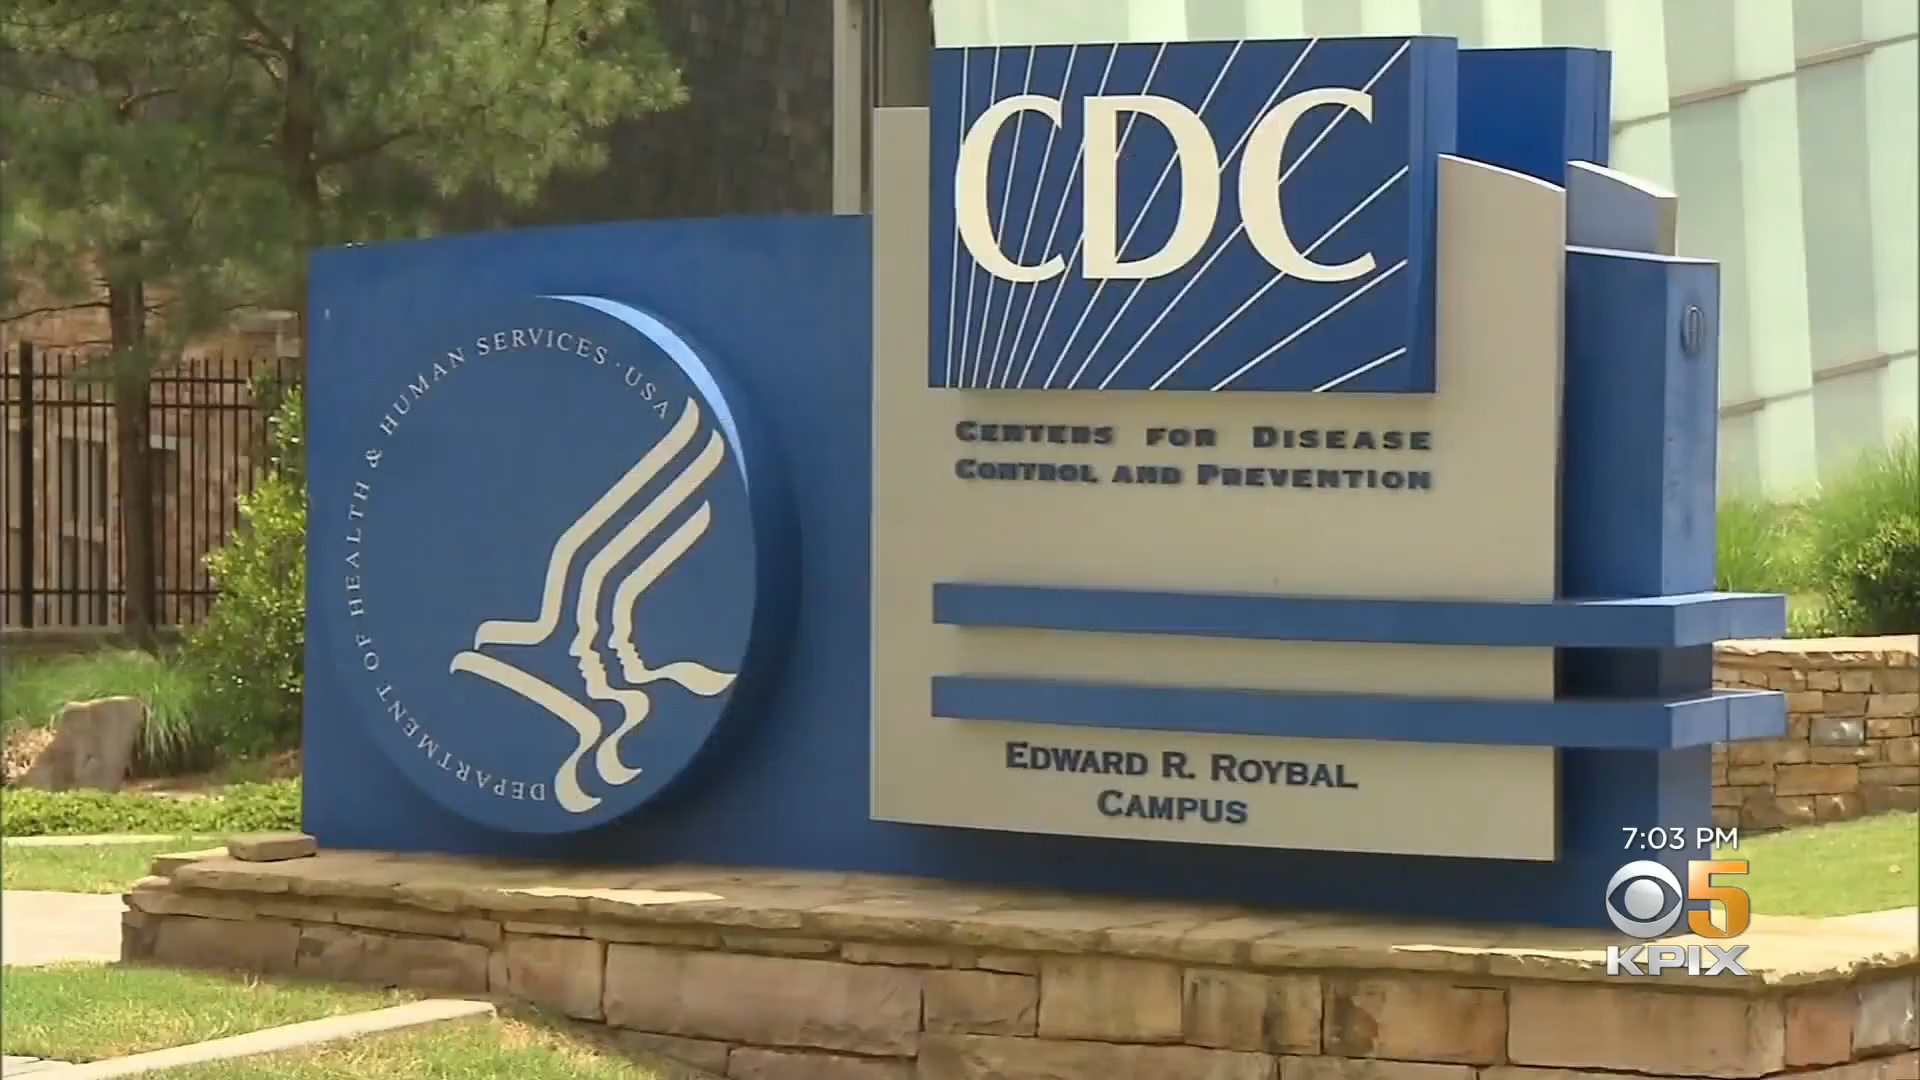 CDC
CENTERS FOR DISEASE
CONTROL AND PREVENTION
EDWARD R. ROYBAL
CAMPUS
DEPARTMENT OF HEALTH & HUMAN SERVICES · USA
7:03 PM
5
KPIX